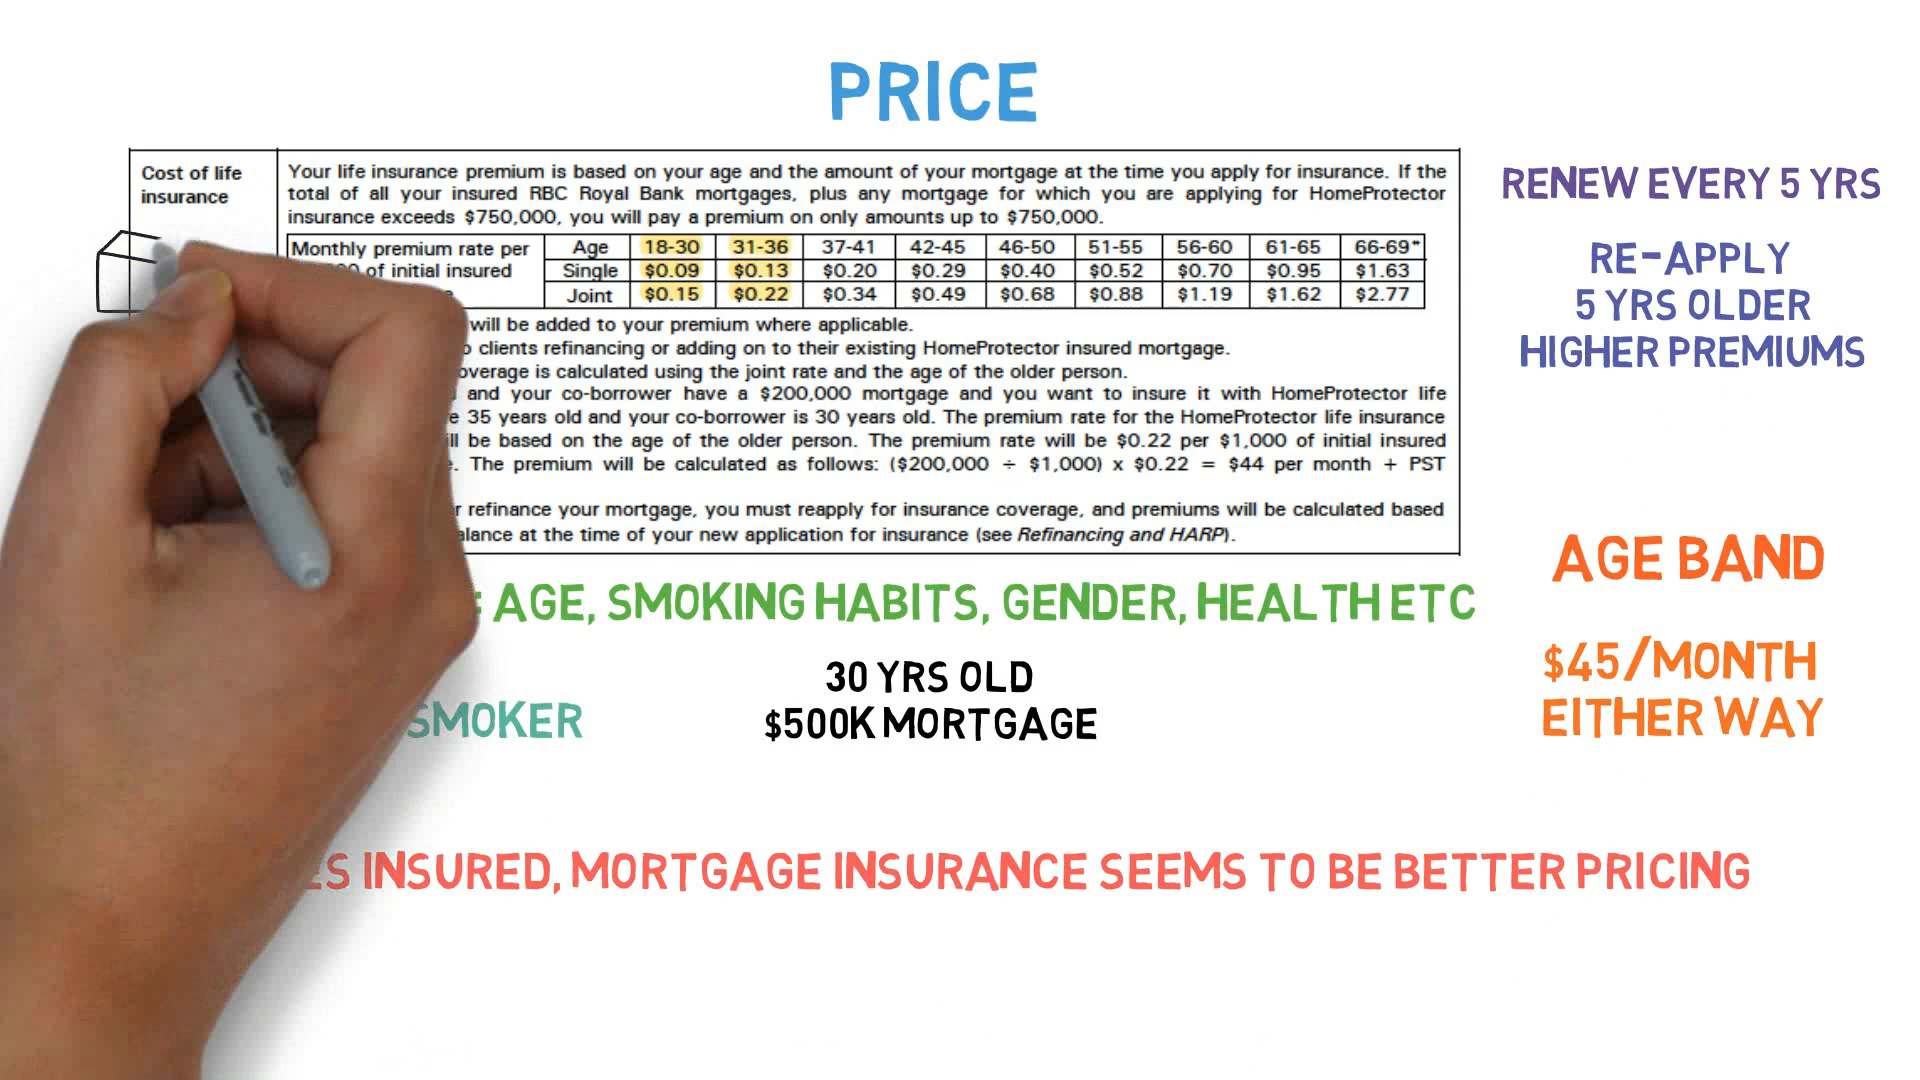 PRICE
Cost of life
insurance
Your life insurance premium is based on your age and the amount of your mortgage at the time you apply for insurance. If the
total of all your insured RBC Royal Bank mortgages, plus any mortgage for which you are applying for HomeProtector
insurance exceeds $750,000, you will pay a premium on only amounts up to $750,000.
Monthly premium rate per Age 18-30 31-36 37-41 42-45 46-50 51-55 56-60 61-65 66-69*
of initial insured Single $0.09 $0.13 $0.20 $0.29 $0.40 $0.52 $0.70 $0.95 $1.63
Joint $0.15 $0.22 $0.34 $0.49 $0.68 $0.88 $1.19 $1.62 $2.77
will be added to your premium where applicable.
clients refinancing or adding on to their existing HomeProtector insured mortgage.
is calculated using the joint rate and the age of the older person.
and your co-borrower have a $200,000 mortgage and you want to insure it with HomeProtector life
35 years old and your co-borrower is 30 years old. The premium rate for the HomeProtector life insurance
be based on the age of the older person. The premium rate will be $0.22 per $1,000 of initial insured
The premium will be calculated as follows: ($200,000 ÷ $1,000) x $0.22 = $44 per month + PST
refinance your mortgage, you must reapply for insurance coverage, and premiums will be calculated based
at the time of your new application for insurance (see Refinancing and HARP).
RENEW EVERY 5 YRS
RE-APPLY
5 YRS OLDER
HIGHER PREMIUMS
AGE BAND
$45/MONTH
EITHER WAY
AGE, SMOKING HABITS, GENDER, HEALTH ETC
30 YRS OLD
$500K MORTGAGE
SMOKER
INSURED, MORTGAGE INSURANCE SEEMS TO BE BETTER PRICING